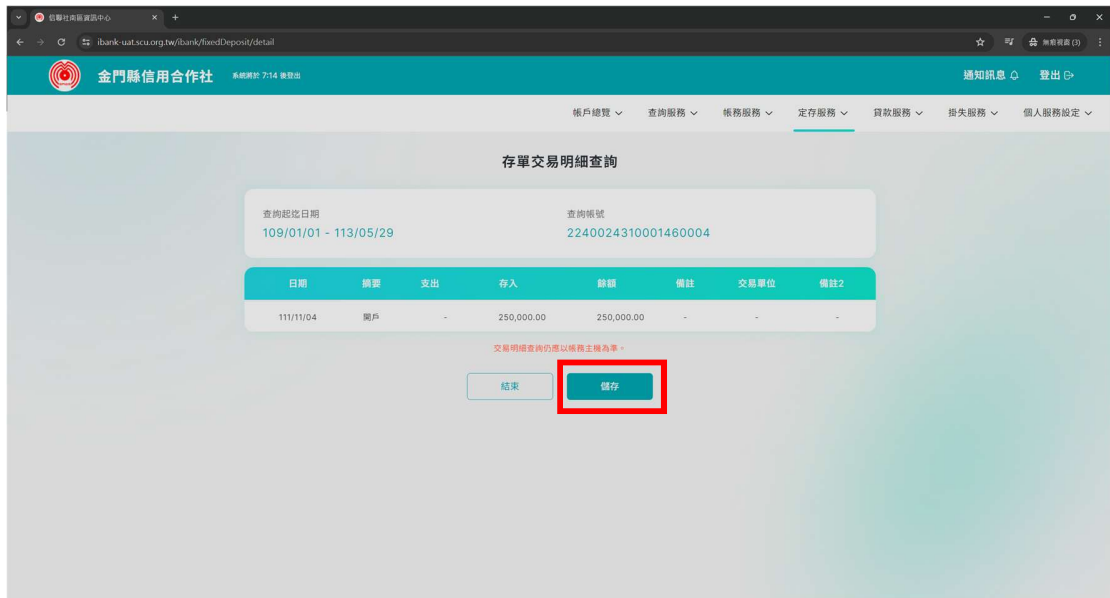 信聯社南區資訊中心
ibank-uat.scu.org.tw/ibank/fixedDeposit/detail
無痕視窗 (3)
金門縣信用合作社
系統將於 7:14 後登出
通知訊息
登出
帳戶總覽
查詢服務
帳務服務
定存服務
貸款服務
掛失服務
個人服務設定
存單交易明細查詢
查詢起迄日期
查詢帳號
109/01/01 - 113/05/29
2240024310001460004
日期 摘要 支出 存入 餘額 備註 交易單位 備註2
111/11/04 開戶 - 250,000.00 250,000.00 - - -
交易明細查詢仍應以帳務主機為準。
結束
儲存